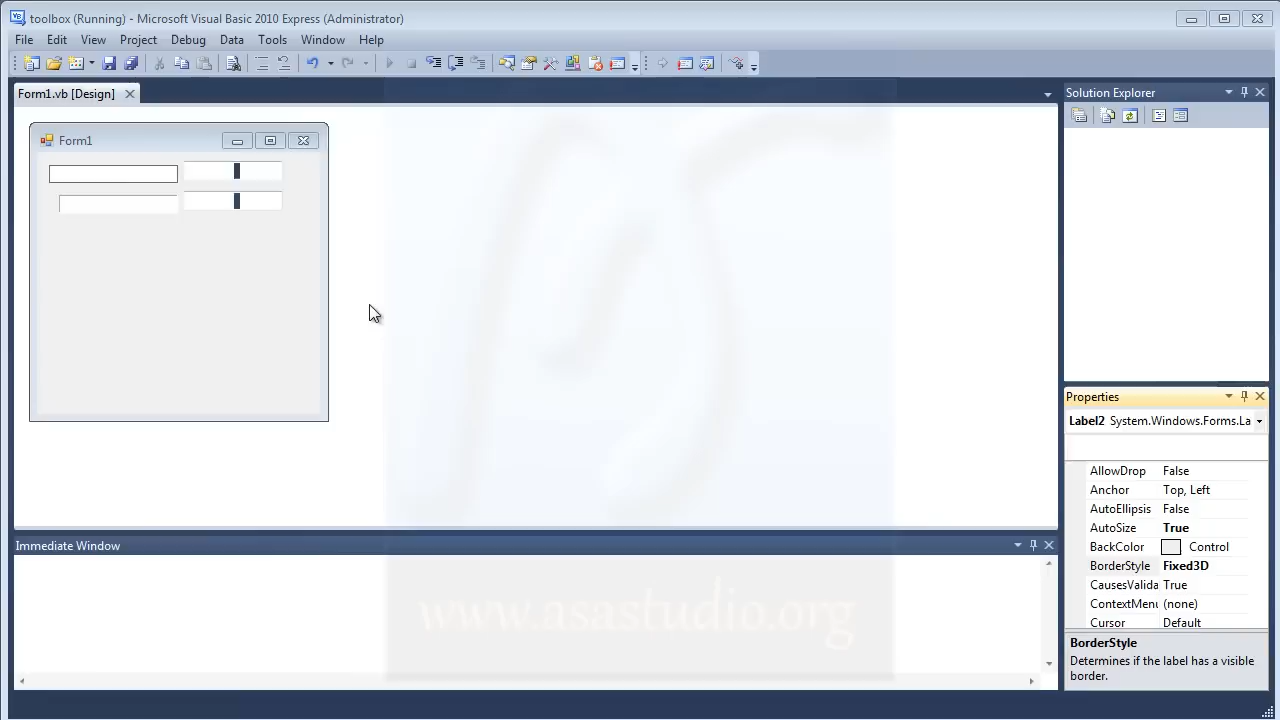 toolbox (Running) - Microsoft Visual Basic 2010 Express (Administrator)
File Edit View Project Debug Data Tools Window Help
Form1.vb [Design]
Form1
Solution Explorer
Properties
Label2 System.Windows.Forms.La
AllowDrop False
Anchor Top, Left
AutoEllipsis False
AutoSize True
BackColor Control
BorderStyle Fixed3D
CausesValida True
ContextMenu (none)
Cursor Default
BorderStyle
Determines if the label has a visible
border.
Immediate Window
www.asastudio.org